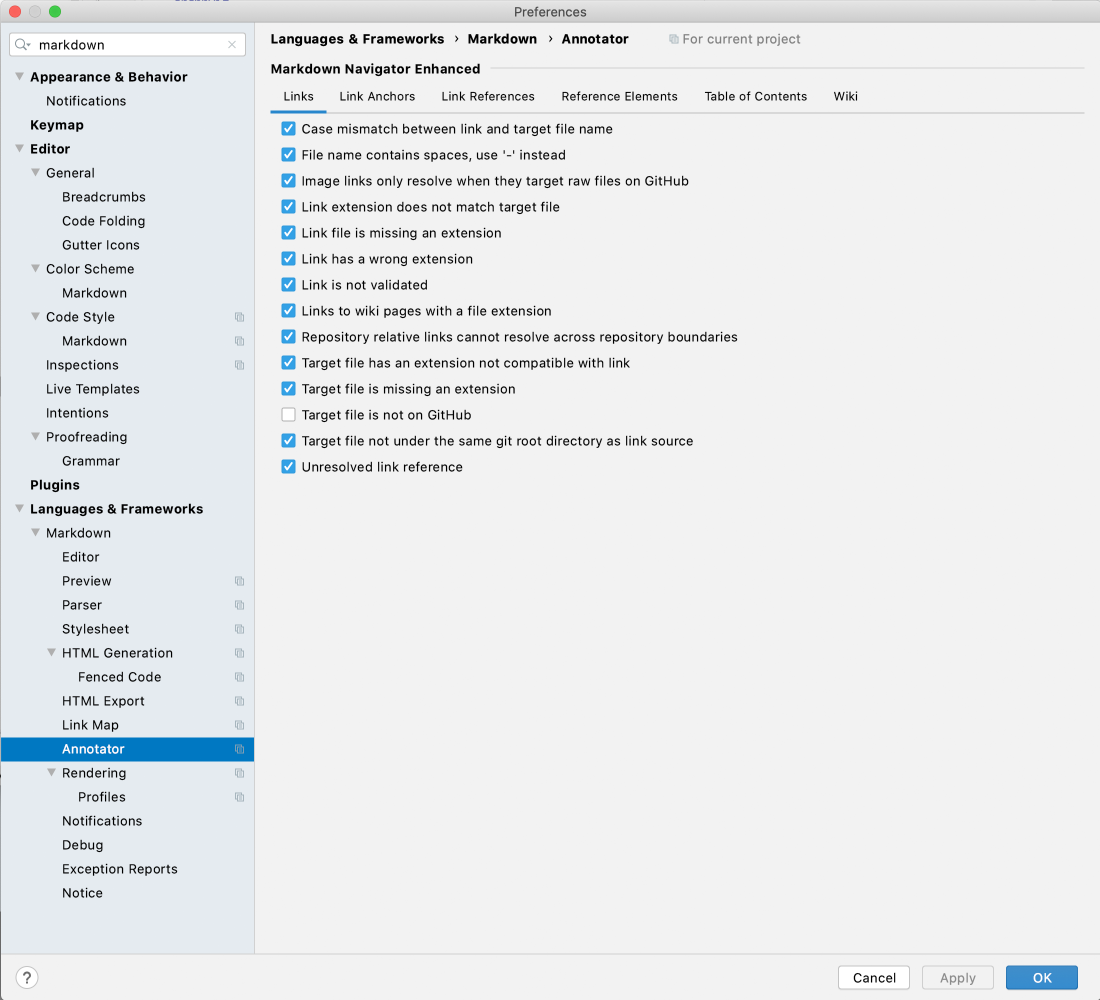 Preferences
markdown
Appearance & Behavior
Notifications
Keymap
Editor
General
Breadcrumbs
Code Folding
Gutter Icons
Color Scheme
Markdown
Code Style
Markdown
Inspections
Live Templates
Intentions
Proofreading
Grammar
Plugins
Languages & Frameworks
Markdown
Editor
Preview
Parser
Stylesheet
HTML Generation
Fenced Code
HTML Export
Link Map
Annotator
Rendering
Profiles
Notifications
Debug
Exception Reports
Notice
Languages & Frameworks › Markdown › Annotator For current project
Markdown Navigator Enhanced
Links Link Anchors Link References Reference Elements Table of Contents Wiki
Case mismatch between link and target file name
File name contains spaces, use '-' instead
Image links only resolve when they target raw files on GitHub
Link extension does not match target file
Link file is missing an extension
Link has a wrong extension
Link is not validated
Links to wiki pages with a file extension
Repository relative links cannot resolve across repository boundaries
Target file has an extension not compatible with link
Target file is missing an extension
Target file is not on GitHub
Target file not under the same git root directory as link source
Unresolved link reference
? Cancel Apply OK